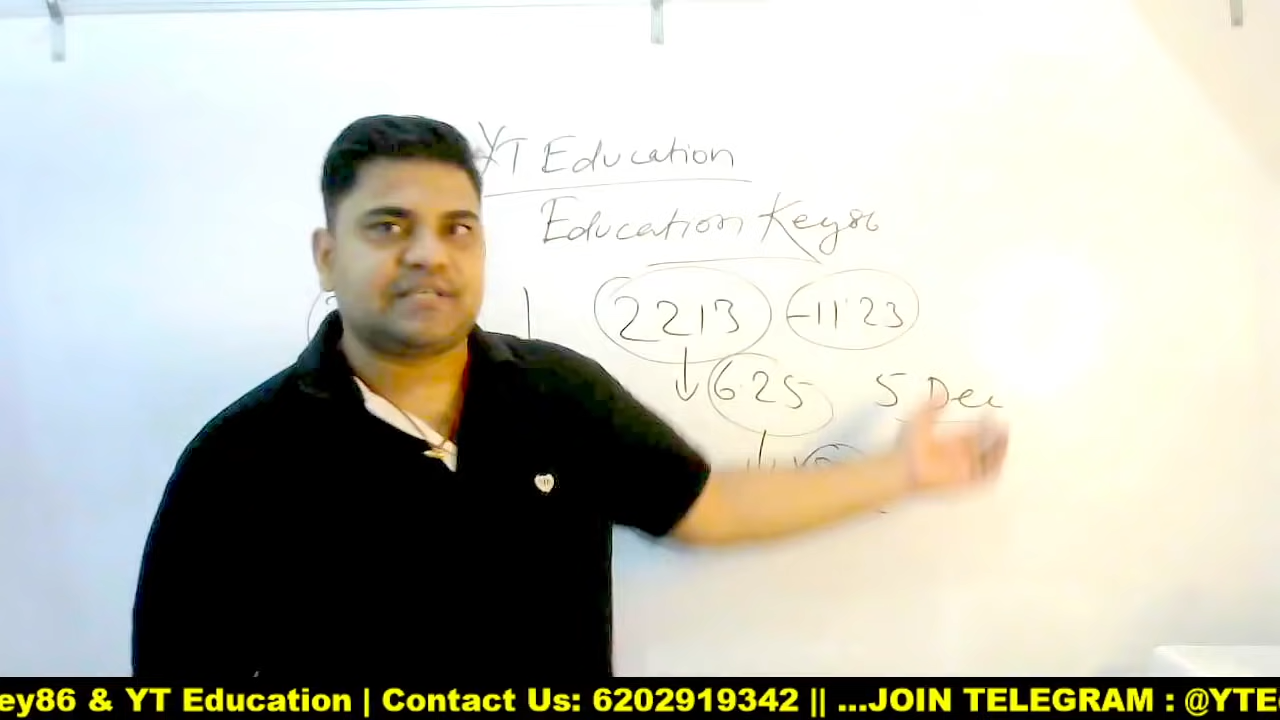 YT Education
Education Key86
2213 -11.23
6.25 5 Dec
ey86 & YT Education | Contact Us: 6202919342 || ...JOIN TELEGRAM : @YTE